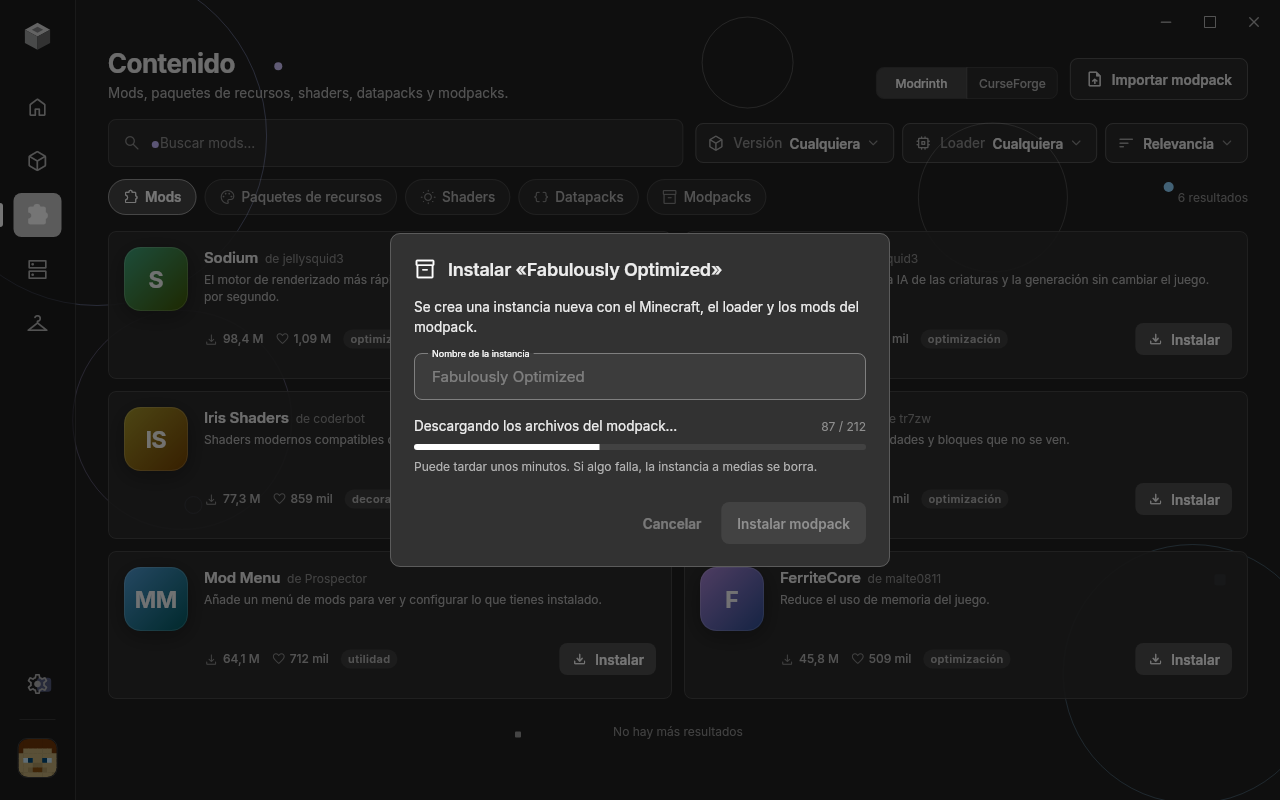 Contenido
Mods, paquetes de recursos, shaders, datapacks y modpacks.
Modrinth
CurseForge
Importar modpack
Buscar mods...
Versión Cualquiera
Loader Cualquiera
Relevancia
Mods
Paquetes de recursos
Shaders
Datapacks
Modpacks
6 resultados
S
Sodium de jellysquid3
El motor de renderizado más ráp
por segundo.
98,4 M
1,09 M
optimiz
quid3
IA de las criaturas y la generación sin cambiar el juego.
mil
optimización
Instalar
Instalar «Fabulously Optimized»
Se crea una instancia nueva con el Minecraft, el loader y los mods del
modpack.
Nombre de la instancia
Fabulously Optimized
Descargando los archivos del modpack...
87 / 212
Puede tardar unos minutos. Si algo falla, la instancia a medias se borra.
Cancelar
Instalar modpack
IS
Iris Shaders de coderbot
Shaders modernos compatibles
77,3 M
859 mil
decora
tr7zw
dades y bloques que no se ven.
mil
optimización
Instalar
MM
Mod Menu de Prospector
Añade un menú de mods para ver y configurar lo que tienes instalado.
64,1 M
712 mil
utilidad
Instalar
F
FerriteCore de malte0811
Reduce el uso de memoria del juego.
45,8 M
509 mil
optimización
Instalar
No hay más resultados